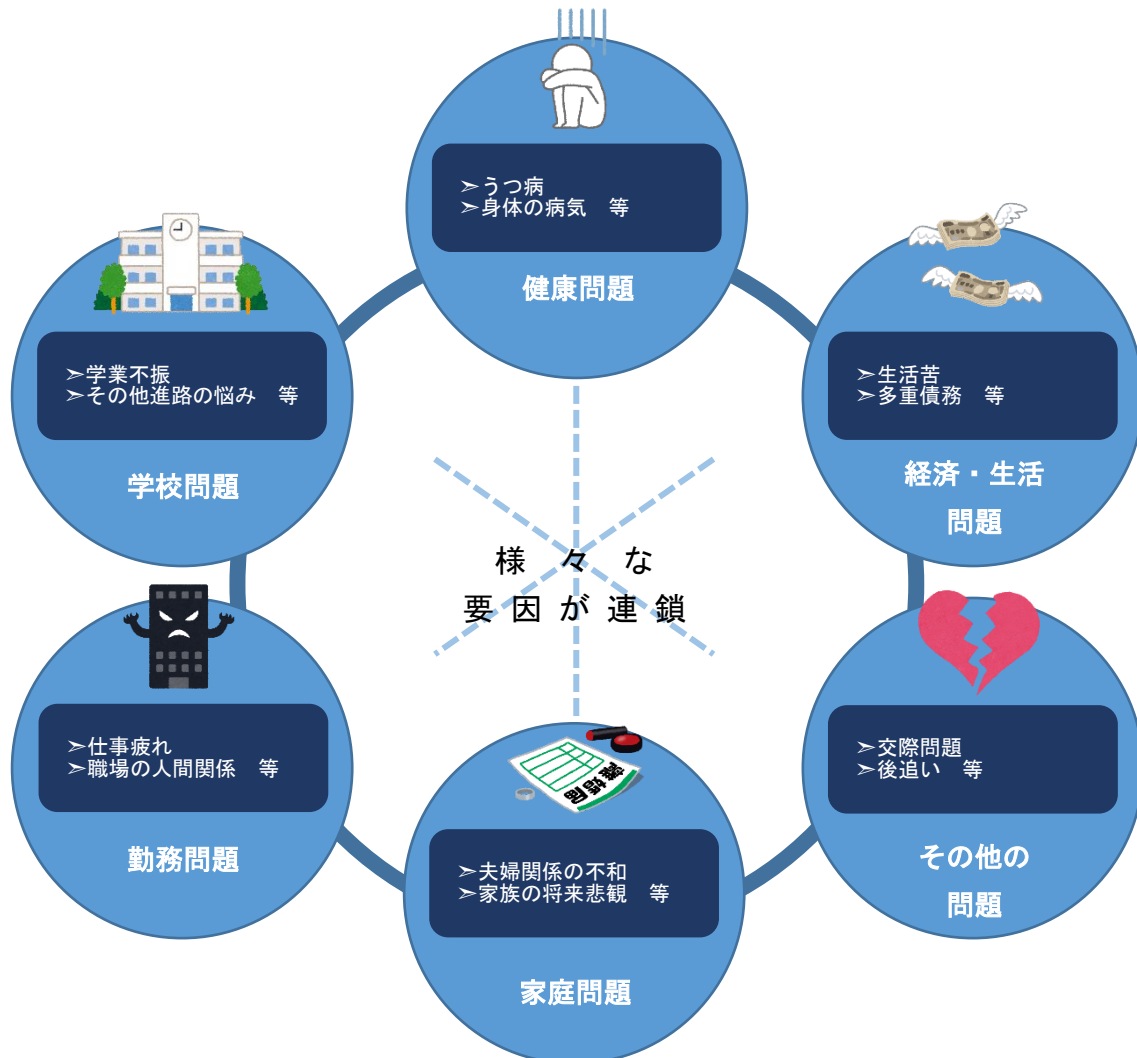 ➢うつ病
➢身体の病気 等
健康問題
➢学業不振
➢その他進路の悩み 等
学校問題
➢生活苦
➢多重債務 等
経済・生活
問題
様々な
要因が連鎖
➢仕事疲れ
➢職場の人間関係 等
勤務問題
離婚届
➢夫婦関係の不和
➢家族の将来悲観 等
家庭問題
➢交際問題
➢後追い 等
その他の
問題